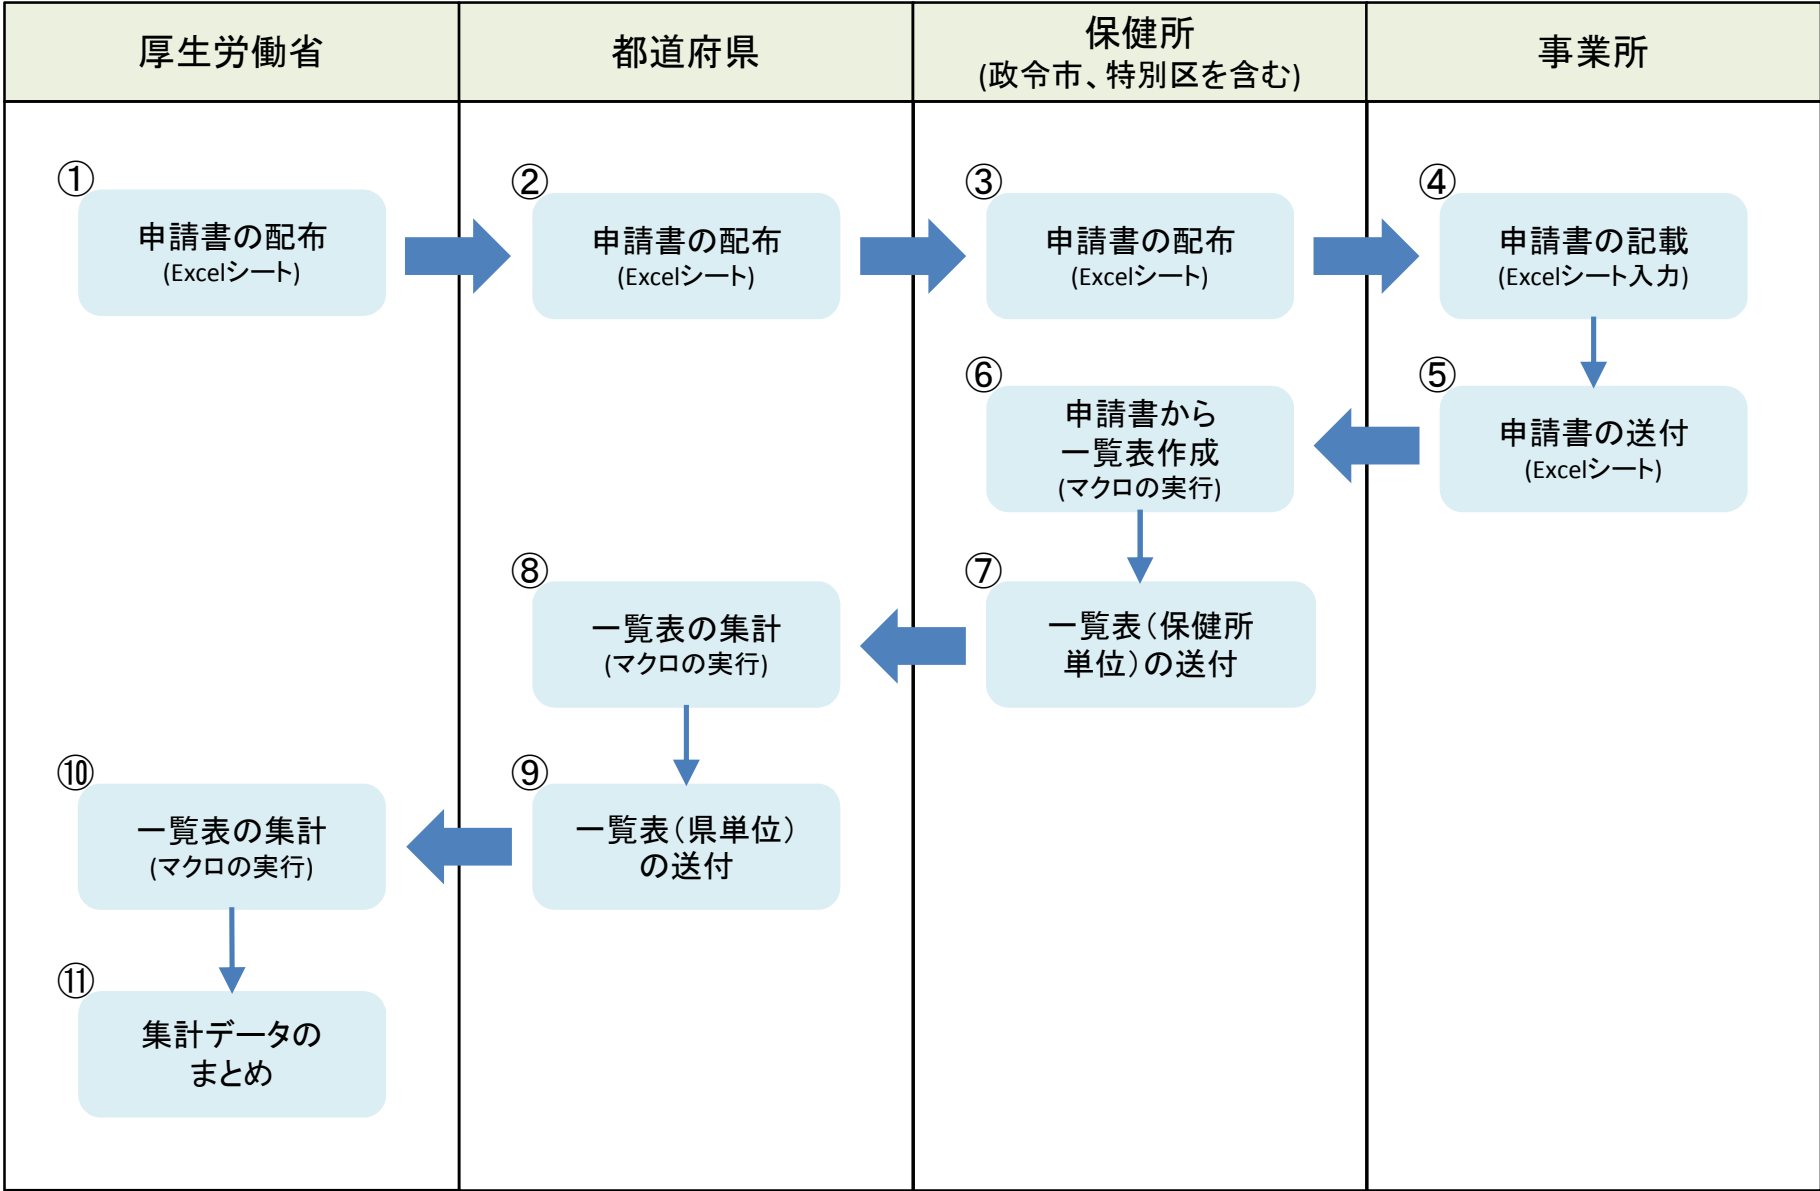 厚生労働省
都道府県
保健所
(政令市、特別区を含む)
事業所
①
申請書の配布
(Excelシート)
②
申請書の配布
(Excelシート)
③
申請書の配布
(Excelシート)
④
申請書の記載
(Excelシート入力)
⑤
申請書の送付
(Excelシート)
⑥
申請書から
一覧表作成
(マクロの実行)
⑦
一覧表(保健所
単位)の送付
⑧
一覧表の集計
(マクロの実行)
⑨
一覧表(県単位)
の送付
⑩
一覧表の集計
(マクロの実行)
⑪
集計データの
まとめ